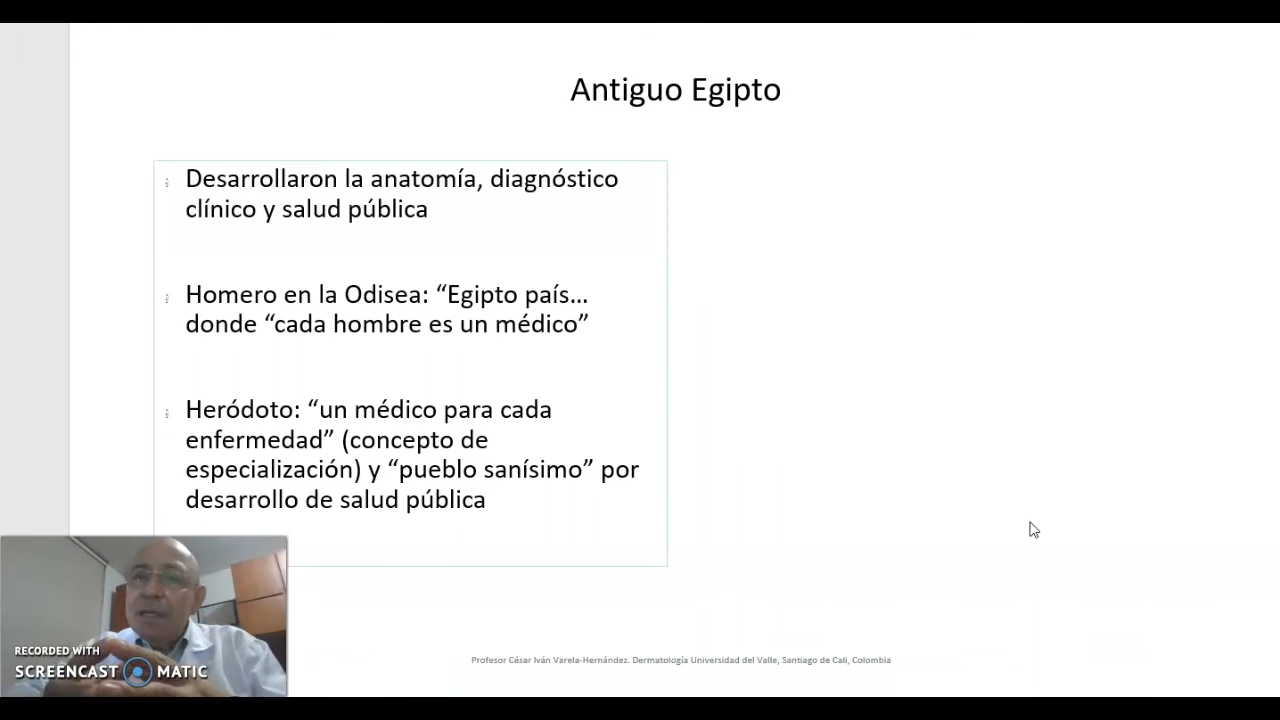 Antiguo Egipto
Desarrollaron la anatomía, diagnóstico
clínico y salud pública
Homero en la Odisea: “Egipto país...
donde “cada hombre es un médico”
Heródoto: “un médico para cada
enfermedad” (concepto de
especialización) y “pueblo sanísimo” por
desarrollo de salud pública
RECORDED WITH
SCREENCAST MATIC
Profesor César Iván Varela-Hernández. Dermatología Universidad del Valle, Santiago de Cali, Colombia